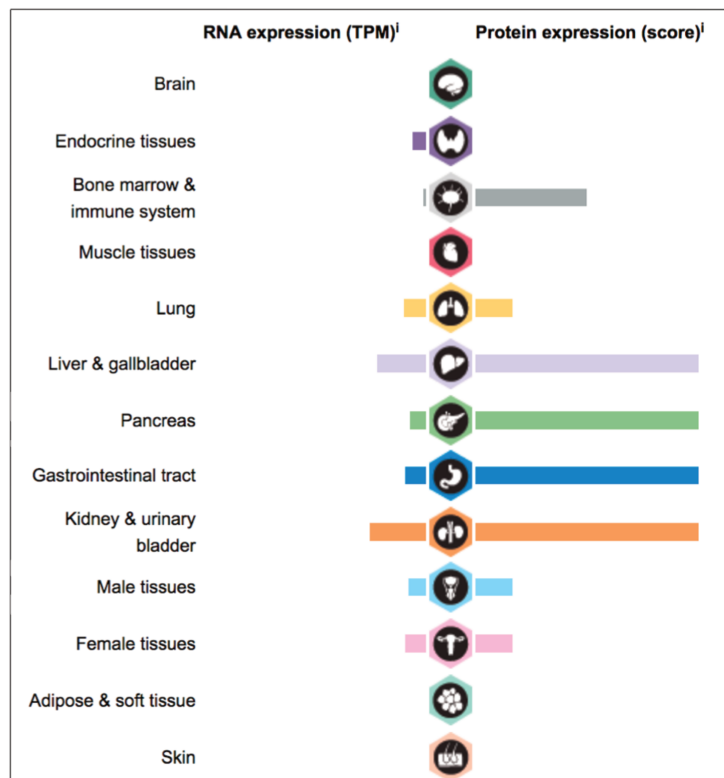 RNA expression (TPM)i Protein expression (score)i
Brain
Endocrine tissues
Bone marrow &
immune system
Muscle tissues
Lung
Liver & gallbladder
Pancreas
Gastrointestinal tract
Kidney & urinary
bladder
Male tissues
Female tissues
Adipose & soft tissue
Skin